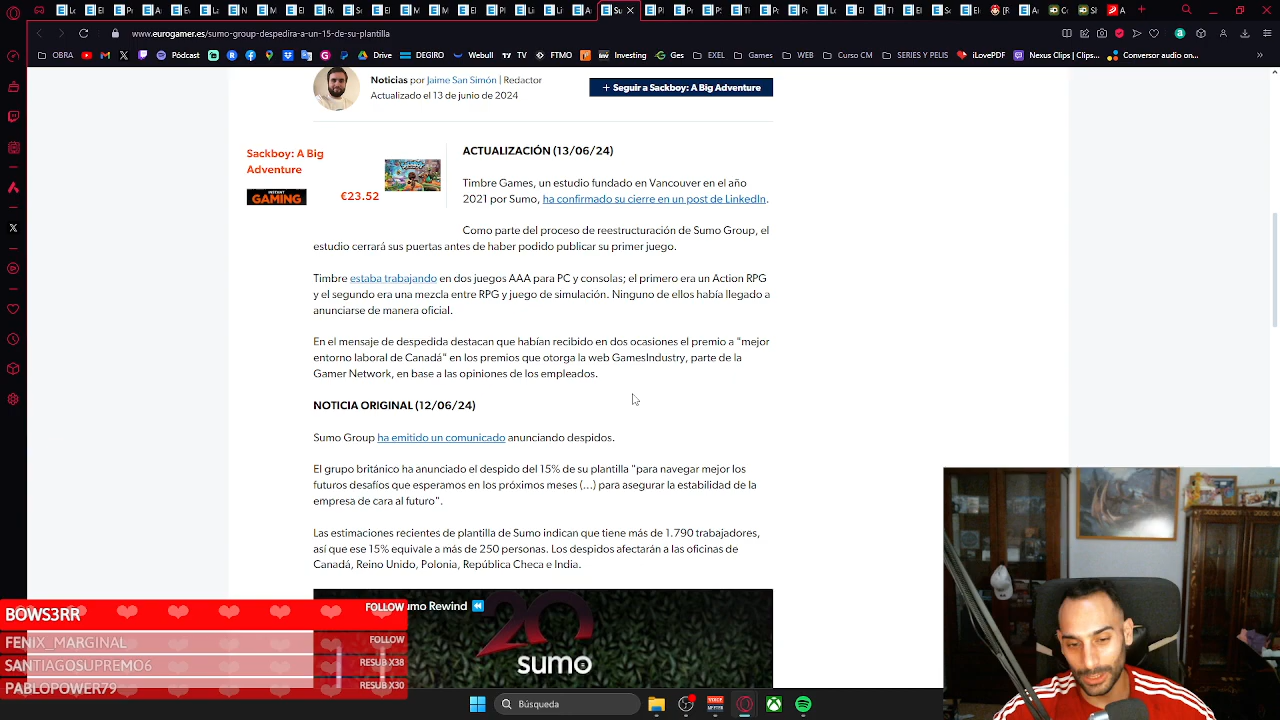 www.eurogamer.es/sumo-group-despedira-a-un-15-de-su-plantilla
OBRA
Pódcast
DEGIRO
Webull
TV
FTMO
Investing
Ges
EXEL
WEB
Curso CM
SERIES Y PELIS
iLovePDF
Nexus Clips | Clips...
Conversor audio on...
Noticias por Jaime San Simón | Redactor
Actualizado el 13 de junio de 2024
+ Seguir a Sackboy: A Big Adventure
Sackboy: A Big
Adventure
INSTANT
GAMING
€23.52
ACTUALIZACIÓN (13/06/24)
Timbre Games, un estudio fundado en Vancouver en el año
2021 por Sumo, ha confirmado su cierre en un post de LinkedIn.
Como parte del proceso de reestructuración de Sumo Group, el
estudio cerrará sus puertas antes de haber podido publicar su primer juego.
Timbre estaba trabajando en dos juegos AAA para PC y consolas; el primero era un Action RPG
y el segundo era una mezcla entre RPG y juego de simulación. Ninguno de ellos había llegado a
anunciarse de manera oficial.
En el mensaje de despedida destacan que habían recibido en dos ocasiones el premio a "mejor
entorno laboral de Canadá" en los premios que otorga la web GamesIndustry, parte de la
Gamer Network, en base a las opiniones de los empleados.
NOTICIA ORIGINAL (12/06/24)
Sumo Group ha emitido un comunicado anunciando despidos.
El grupo británico ha anunciado el despido del 15% de su plantilla "para navegar mejor los
futuros desafíos que esperamos en los próximos meses (...) para asegurar la estabilidad de la
empresa de cara al futuro".
Las estimaciones recientes de plantilla de Sumo indican que tiene más de 1.790 trabajadores,
así que ese 15% equivale a más de 250 personas. Los despidos afectarán a las oficinas de
Canadá, Reino Unido, Polonia, República Checa e India.
umo Rewind
20
sumo
BOWS3RR
FOLLOW
FENIX_MARGINAL
FOLLOW
SANTIAGOSUPREMO6
RESUB X38
PABLOPOWER79
RESUB X30
Búsqueda